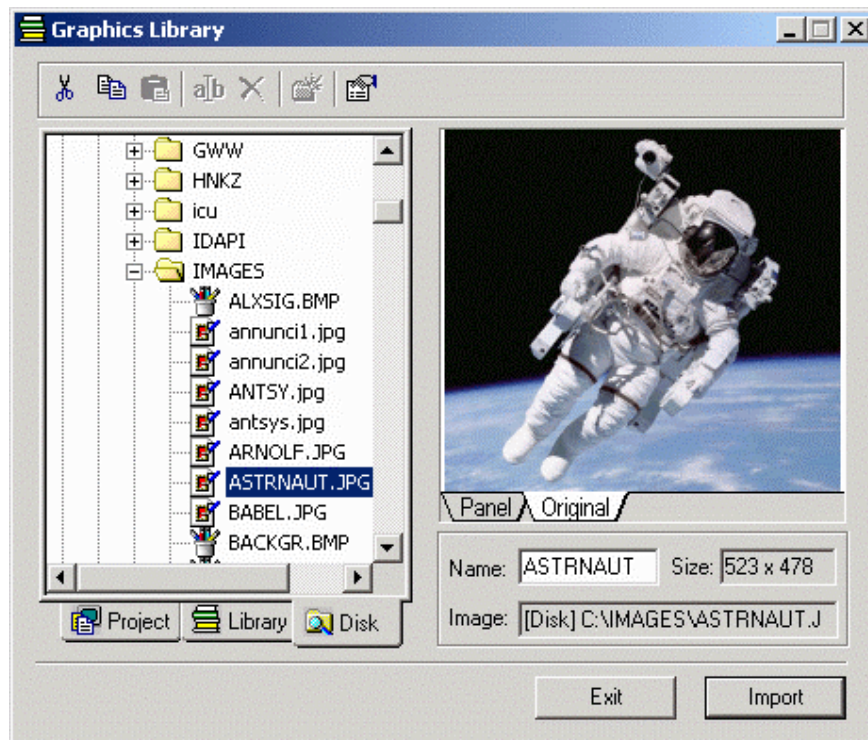 Graphics Library
a|b
GWW
HNKZ
icu
IDAPI
IMAGES
ALXSIG.BMP
annunci1.jpg
annunci2.jpg
ANTSY.jpg
antsys.jpg
ARNOLF.JPG
ASTRNAUT.JPG
BABEL.JPG
BACKGR.BMP
Project Library Disk
Panel Original
Name: ASTRNAUT Size: 523 x 478
Image: [Disk] C:\IMAGES\ASTRNAUT.J
Exit Import